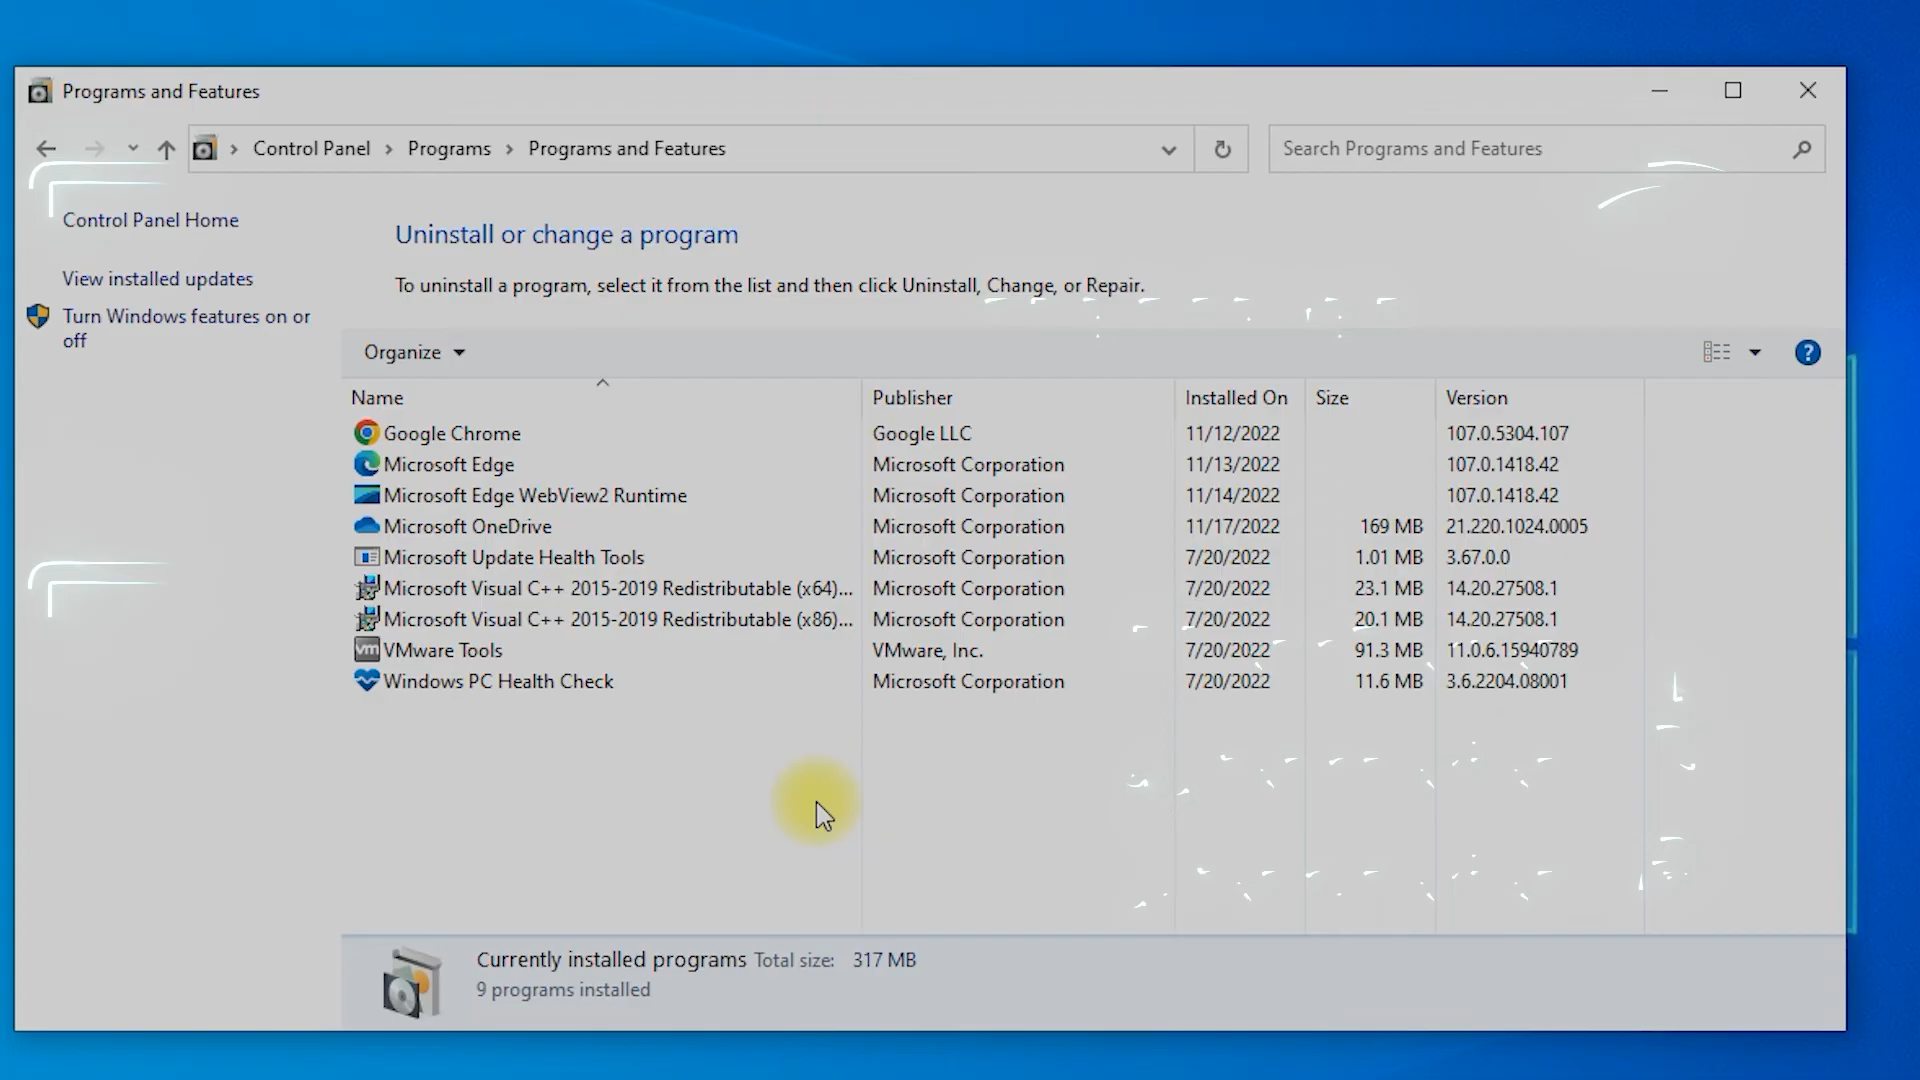 Programs and Features
Control Panel > Programs > Programs and Features
Search Programs and Features
Control Panel Home
View installed updates
Turn Windows features on or
off
Uninstall or change a program
To uninstall a program, select it from the list and then click Uninstall, Change, or Repair.
Organize
?
Name Publisher Installed On Size Version
Google Chrome Google LLC 11/12/2022 107.0.5304.107
Microsoft Edge Microsoft Corporation 11/13/2022 107.0.1418.42
Microsoft Edge WebView2 Runtime Microsoft Corporation 11/14/2022 107.0.1418.42
Microsoft OneDrive Microsoft Corporation 11/17/2022 169 MB 21.220.1024.0005
Microsoft Update Health Tools Microsoft Corporation 7/20/2022 1.01 MB 3.67.0.0
Microsoft Visual C++ 2015-2019 Redistributable (x64)... Microsoft Corporation 7/20/2022 23.1 MB 14.20.27508.1
Microsoft Visual C++ 2015-2019 Redistributable (x86)... Microsoft Corporation 7/20/2022 20.1 MB 14.20.27508.1
vm VMware Tools VMware, Inc. 7/20/2022 91.3 MB 11.0.6.15940789
Windows PC Health Check Microsoft Corporation 7/20/2022 11.6 MB 3.6.2204.08001
Currently installed programs Total size: 317 MB
9 programs installed